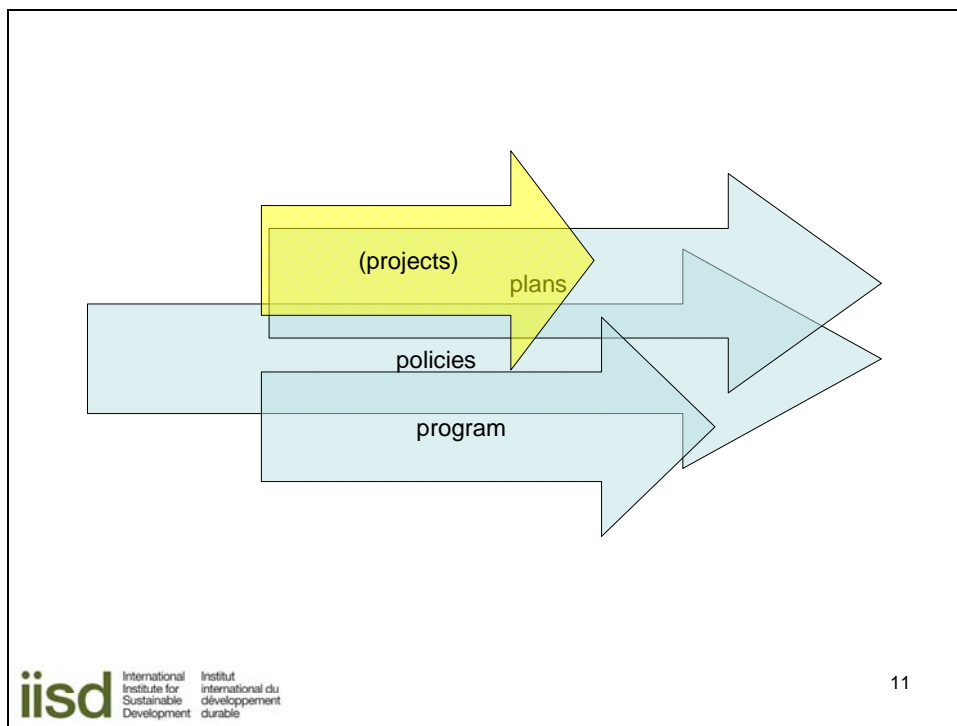 (projects)
plans
policies
program
iisd
International
Institute for
Sustainable
Development
Institut
international du
développement
durable
11